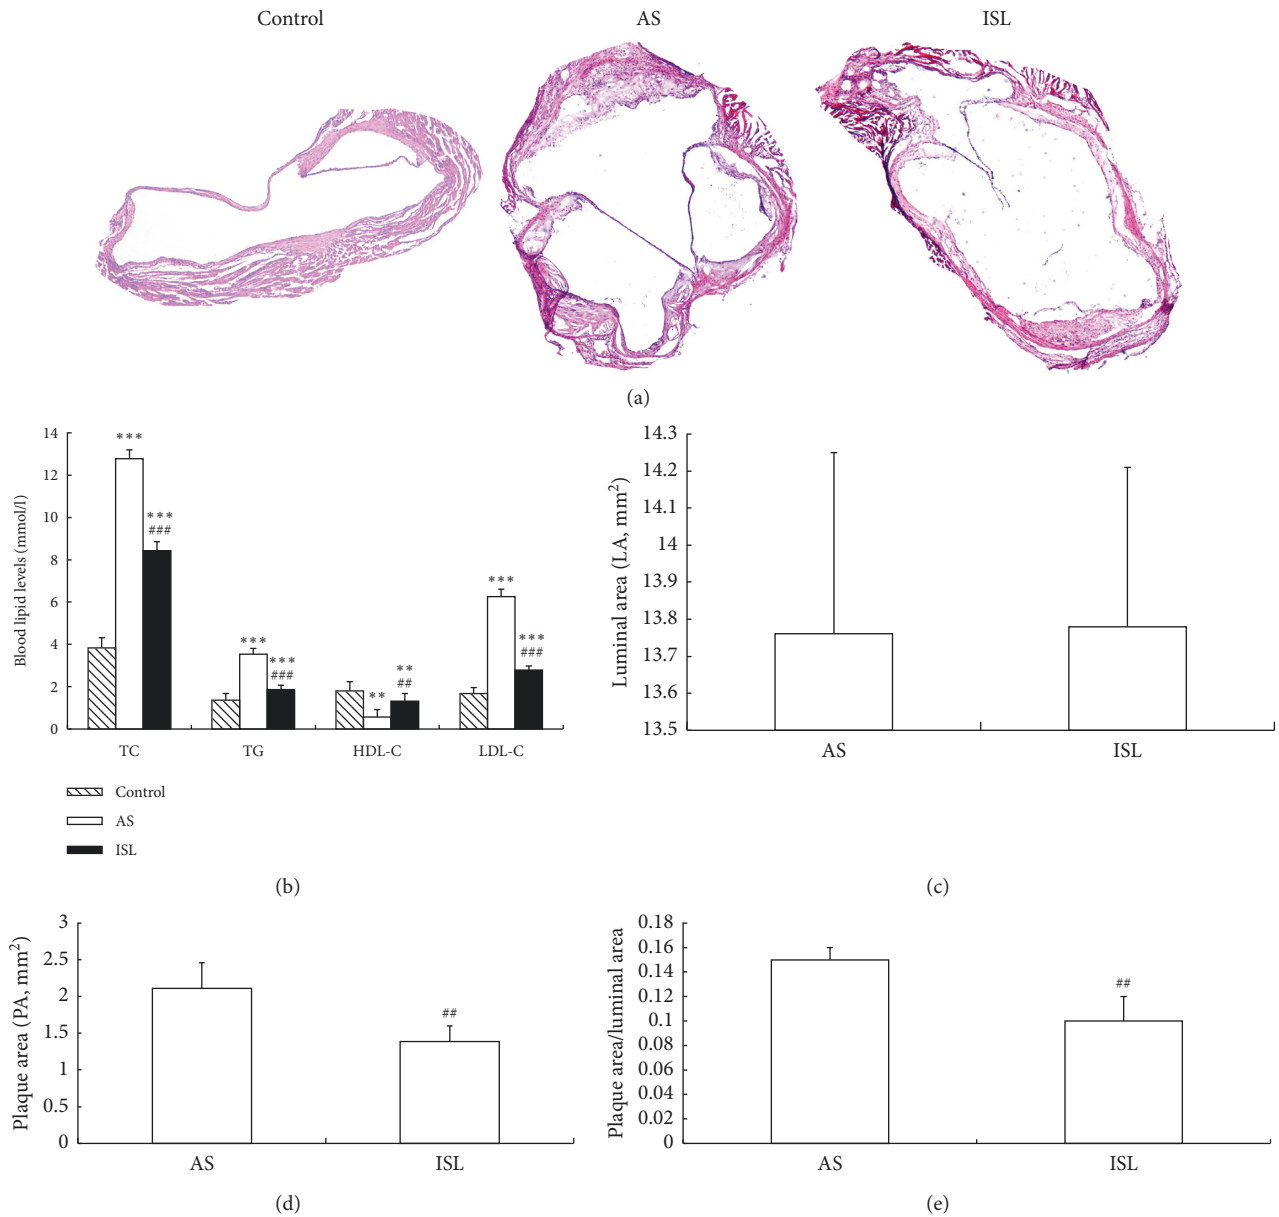 Control AS ISL
(a)
Blood lipid levels (mmol/l)
14
12
10
8
6
4
2
0
***
***
###
***
***
###
**
**
##
***
***
###
TC TG HDL-C LDL-C
Control
AS
ISL
(b)
Luminal area (LA, mm²)
14.3
14.2
14.1
14
13.9
13.8
13.7
13.6
13.5
AS ISL
(c)
Plaque area (PA, mm²)
3
2.5
2
1.5
1
0.5
0
##
AS ISL
(d)
Plaque area/luminal area
0.18
0.16
0.14
0.12
0.1
0.08
0.06
0.04
0.02
0
##
AS ISL
(e)